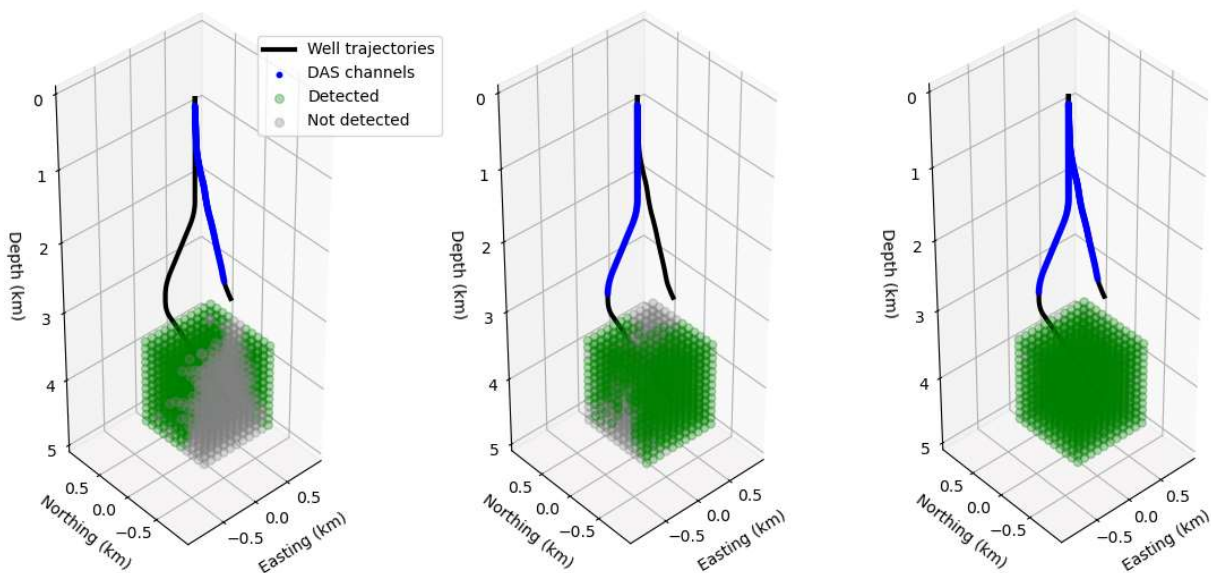 Well trajectories
DAS channels
Detected
Not detected
0
1
2
3
4
5
Depth (km)
0.5
0.0
−0.5
Northing (km)
−0.5
0.0
0.5
Easting (km)
0
1
2
3
4
5
Depth (km)
0.5
0.0
−0.5
Northing (km)
−0.5
0.0
0.5
Easting (km)
0
1
2
3
4
5
Depth (km)
0.5
0.0
−0.5
Northing (km)
−0.5
0.0
0.5
Easting (km)